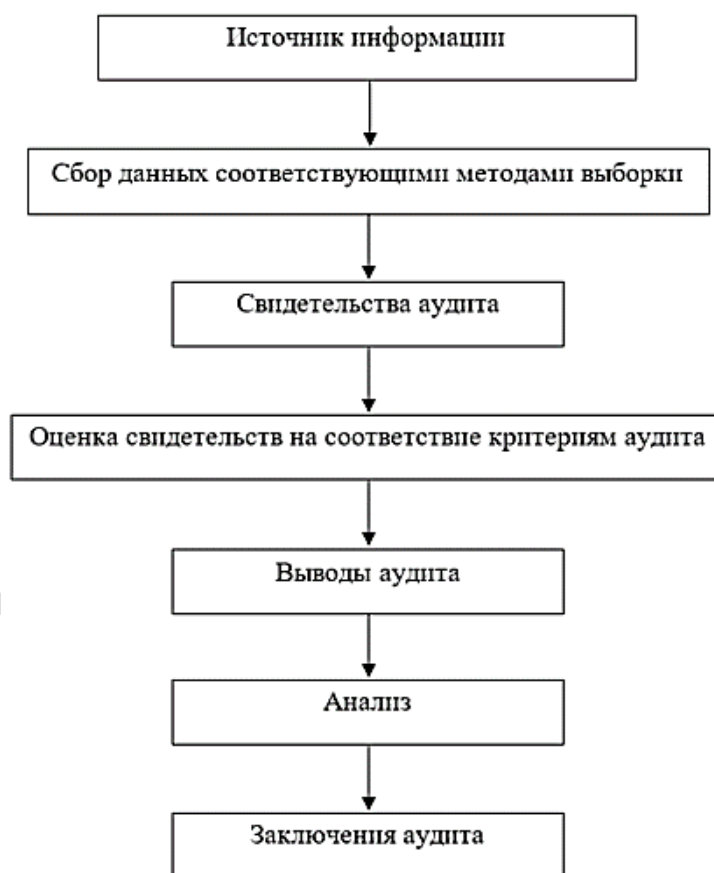 Источник информации
Сбор данных соответствующими методами выборки
Свидетельства аудита
Оценка свидетельств на соответствие критериям аудита
Выводы аудита
Анализ
Заключения аудита